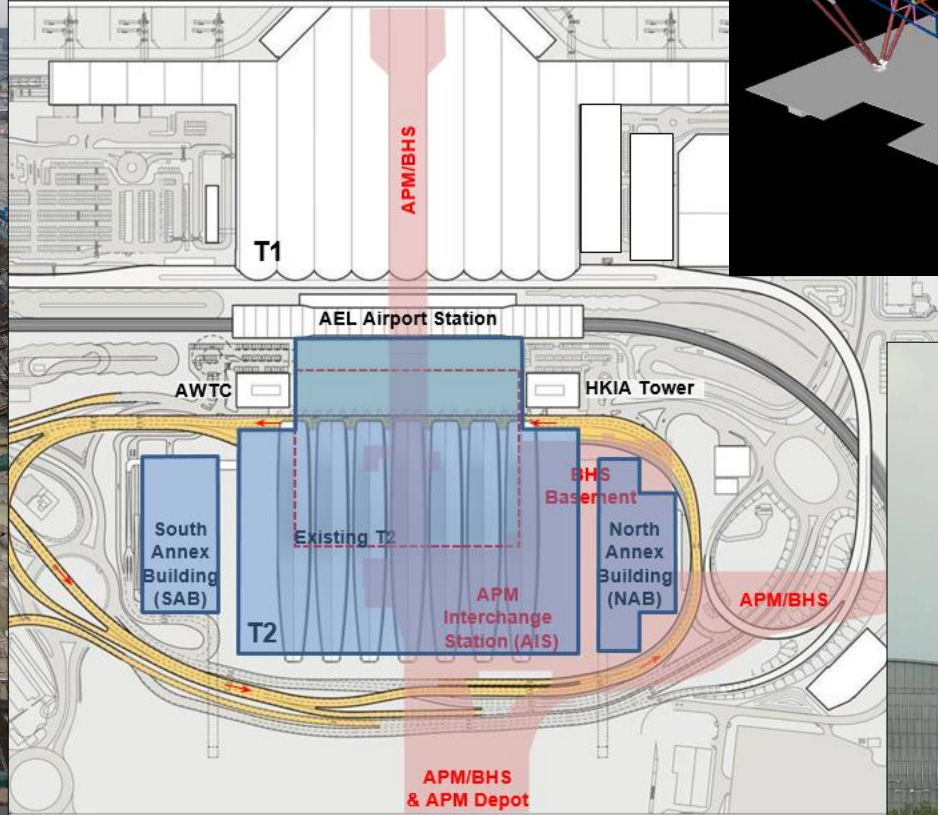 APM/BHS
T1
AEL Airport Station
AWTC
HKIA Tower
BHS
Basement
South
Annex
Building
(SAB)
Existing T2
North
Annex
Building
(NAB)
APM
Interchange
Station (AIS)
APM/BHS
T2
APM/BHS
& APM Depot